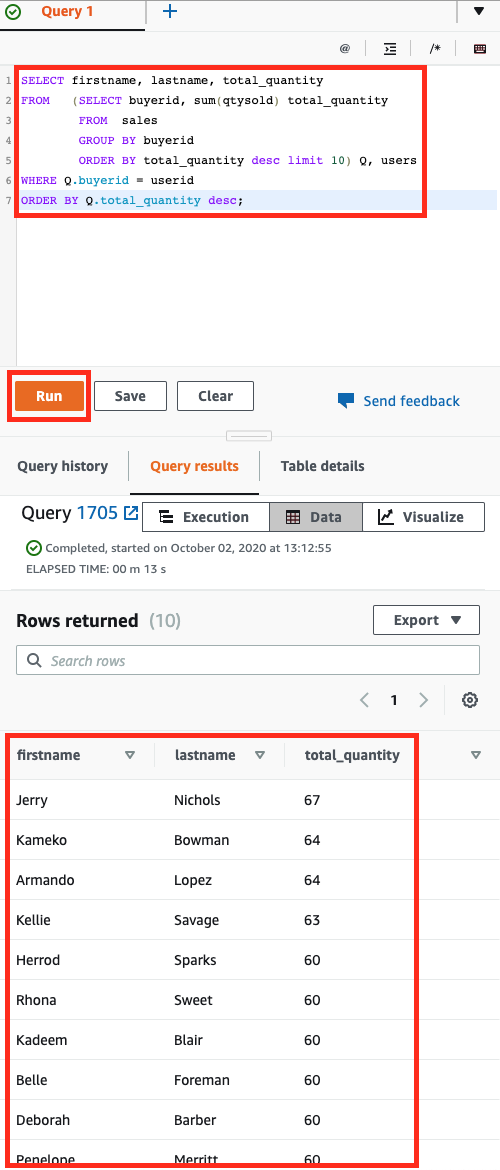 Query 1
@ /*
1 SELECT firstname, lastname, total_quantity
2 FROM (SELECT buyerid, sum(qtysold) total_quantity
3 FROM sales
4 GROUP BY buyerid
5 ORDER BY total_quantity desc limit 10) Q, users
6 WHERE Q.buyerid = userid
7 ORDER BY Q.total_quantity desc;
Run Save Clear Send feedback
Query history Query results Table details
Query 1705 Execution Data Visualize
Completed, started on October 02, 2020 at 13:12:55
ELAPSED TIME: 00 m 13 s
Rows returned (10) Export
Search rows
1
firstname lastname total_quantity
Jerry Nichols 67
Kameko Bowman 64
Armando Lopez 64
Kellie Savage 63
Herrod Sparks 60
Rhona Sweet 60
Kadeem Blair 60
Belle Foreman 60
Deborah Barber 60
Penelope Merritt 60